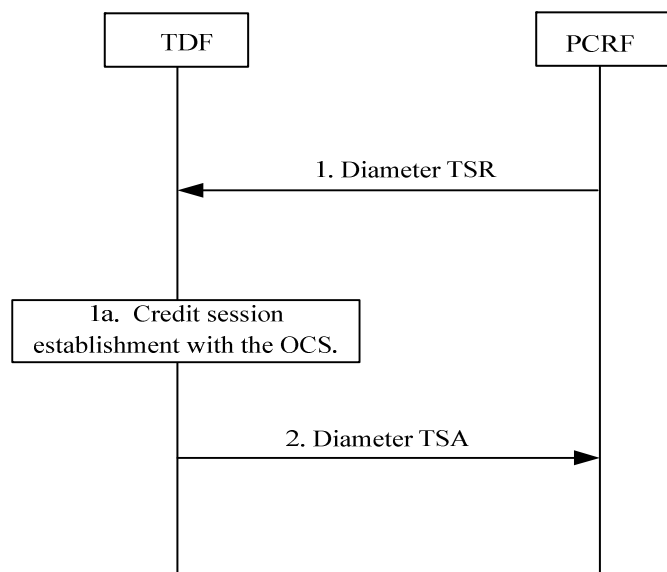 TDF
PCRF
1. Diameter TSR
1a. Credit session
establishment with the OCS.
2. Diameter TSA